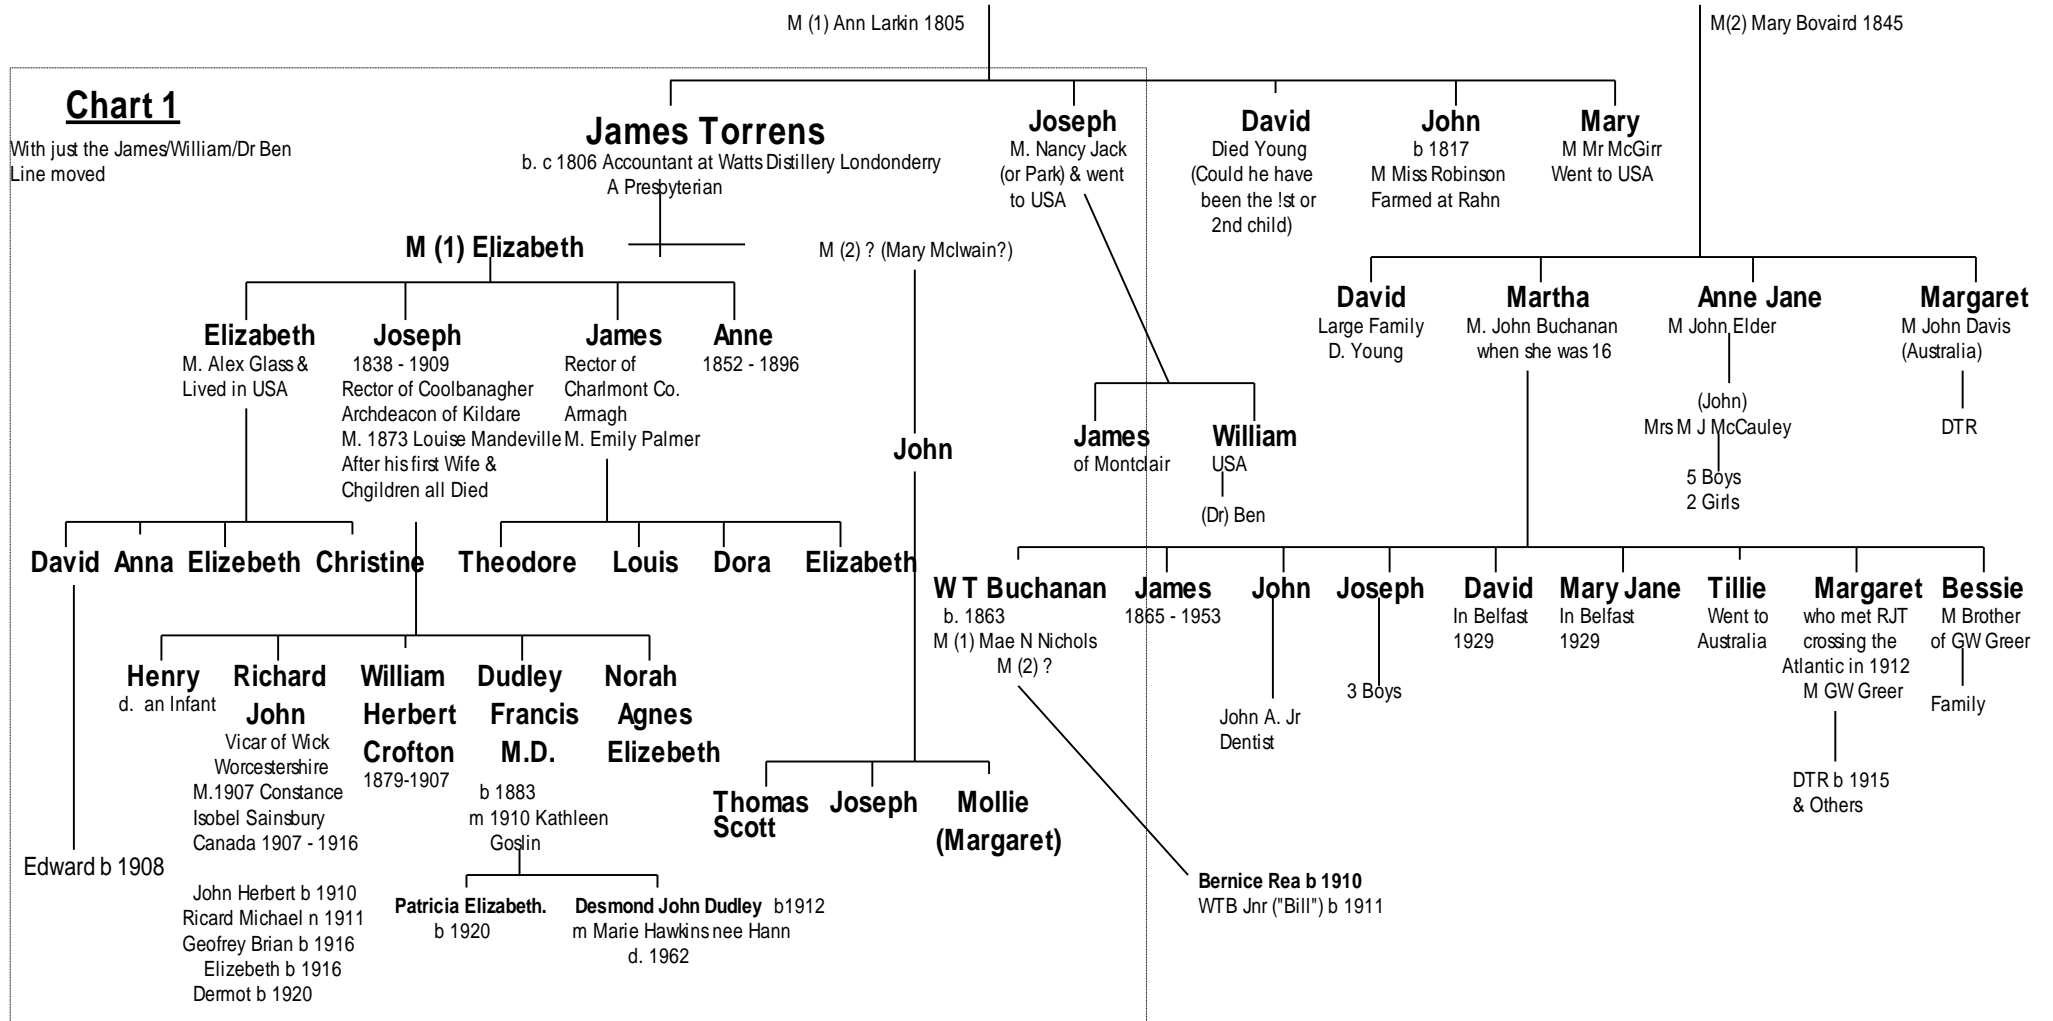 M (1) Ann Larkin 1805
M(2) Mary Bovaird 1845
Chart 1
With just the James/William/Dr Ben
Line moved
James Torrens
b. c 1806 Accountant at Watts Distillery Londonderry
A Presbyterian
Joseph
M. Nancy Jack
(or Park) & went
to USA
David
Died Young
(Could he have
been the !st or
2nd child)
John
b 1817
M Miss Robinson
Farmed at Rahn
Mary
M Mr McGirr
Went to USA
M (1) Elizabeth
M (2) ? (Mary McIwain?)
Elizabeth
M. Alex Glass &
Lived in USA
Joseph
1838 - 1909
Rector of Coolbanagher
Archdeacon of Kildare
M. 1873 Louise Mandeville
After his first Wife &
Chgildren all Died
James
Rector of
Charlmont Co.
Armagh
M. Emily Palmer
Anne
1852 - 1896
John
James
of Montclair
William
USA
(Dr) Ben
David
Large Family
D. Young
Martha
M. John Buchanan
when she was 16
Anne Jane
M John Elder
(John)
Mrs M J McCauley
5 Boys
2 Girls
Margaret
M John Davis
(Australia)
DTR
David
Anna
Elizebeth
Christine
Theodore
Louis
Dora
Elizabeth
W T Buchanan
b. 1863
M (1) Mae N Nichols
M (2) ?
James
1865 - 1953
John
John A. Jr
Dentist
Joseph
3 Boys
David
In Belfast
1929
Mary Jane
In Belfast
1929
Tillie
Went to
Australia
Margaret
who met RJT
crossing the
Atlantic in 1912
M GW Greer
DTR b 1915
& Others
Bessie
M Brother
of GW Greer
Family
Henry
d. an Infant
Richard
John
Vicar of Wick
Worcestershire
M.1907 Constance
Isobel Sainsbury
Canada 1907 - 1916
John Herbert b 1910
Ricard Michael n 1911
Geofrey Brian b 1916
Elizebeth b 1916
Dermot b 1920
William
Herbert
Crofton
1879-1907
Dudley
Francis
M.D.
b 1883
m 1910 Kathleen
Goslin
Norah
Agnes
Elizebeth
Thomas
Scott
Joseph
Mollie
(Margaret)
Edward b 1908
Patricia Elizabeth.
b 1920
Desmond John Dudley b1912
m Marie Hawkins nee Hann
d. 1962
Bernice Rea b 1910
WTB Jnr ("Bill") b 1911